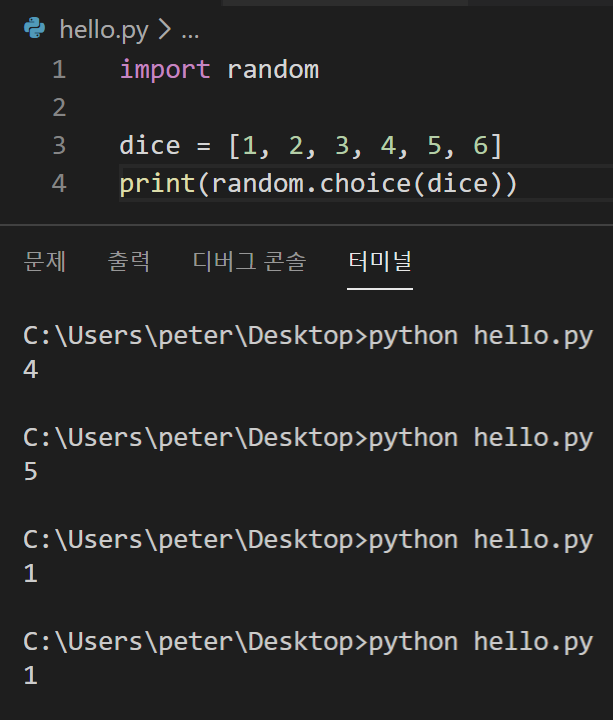 hello.py > ...
1 import random
2
3 dice = [1, 2, 3, 4, 5, 6]
4 print(random.choice(dice))
문제 출력 디버그 콘솔 터미널
C:\Users\peter\Desktop>python hello.py
4
C:\Users\peter\Desktop>python hello.py
5
C:\Users\peter\Desktop>python hello.py
1
C:\Users\peter\Desktop>python hello.py
1